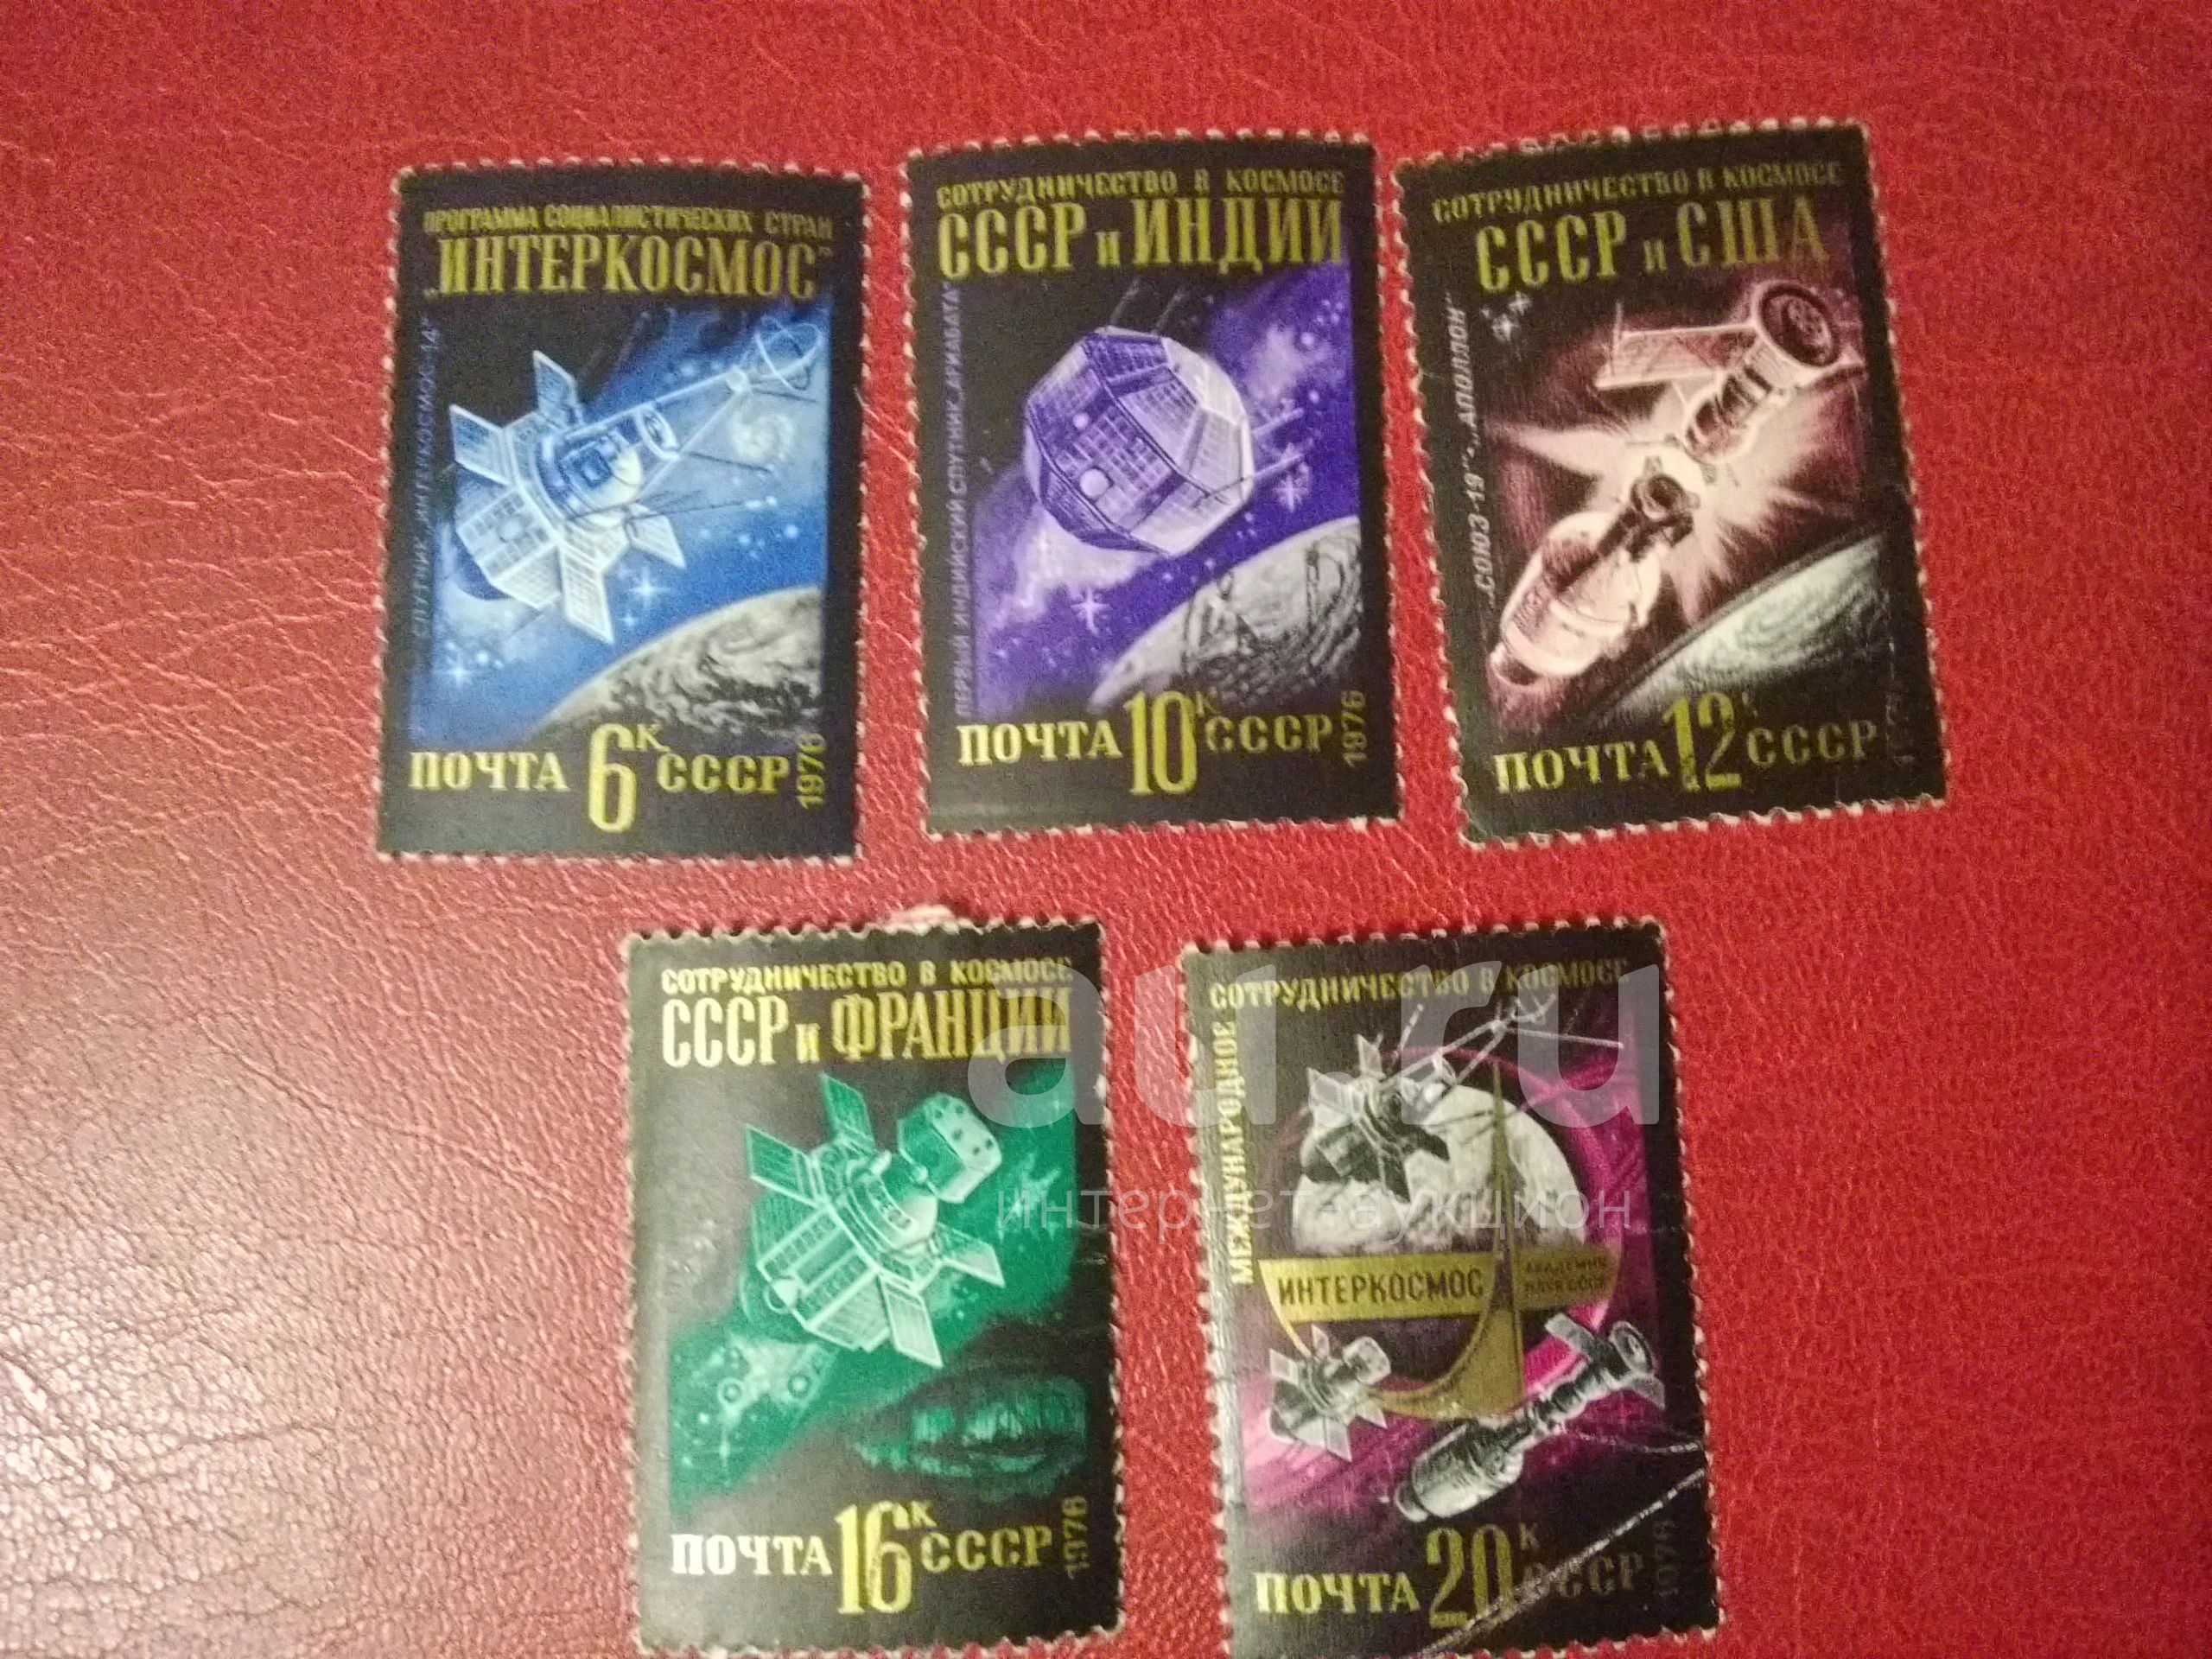 ПРОГРАММА СОЦИАЛИСТИЧЕСКИХ СТРАН
„ИНТЕРКОСМОС"
СПУТНИК „ИНТЕРКОСМОС-14"
ПОЧТА 6К СССР
1976
СОТРУДНИЧЕСТВО В КОСМОСЕ
СССР и ИНДИИ
ПЕРВЫЙ ИНДИЙСКИЙ СПУТНИК „АРИАБАТА"
ПОЧТА 10К СССР
1976
СОТРУДНИЧЕСТВО В КОСМОСЕ
СССР и США
„СОЮЗ-19"-„АПОЛЛОН"
ПОЧТА 12К СССР
СОТРУДНИЧЕСТВО В КОСМОСЕ
СССР и ФРАНЦИИ
ПОЧТА 16К СССР
1976
СОТРУДНИЧЕСТВО В КОСМОСЕ
МЕЖДУНАРОДНОЕ
ИНТЕРКОСМОС
АКАДЕМИЯ
НАУК СССР
ПОЧТА 20К СССР
1976
au.ru
интернет аукцион